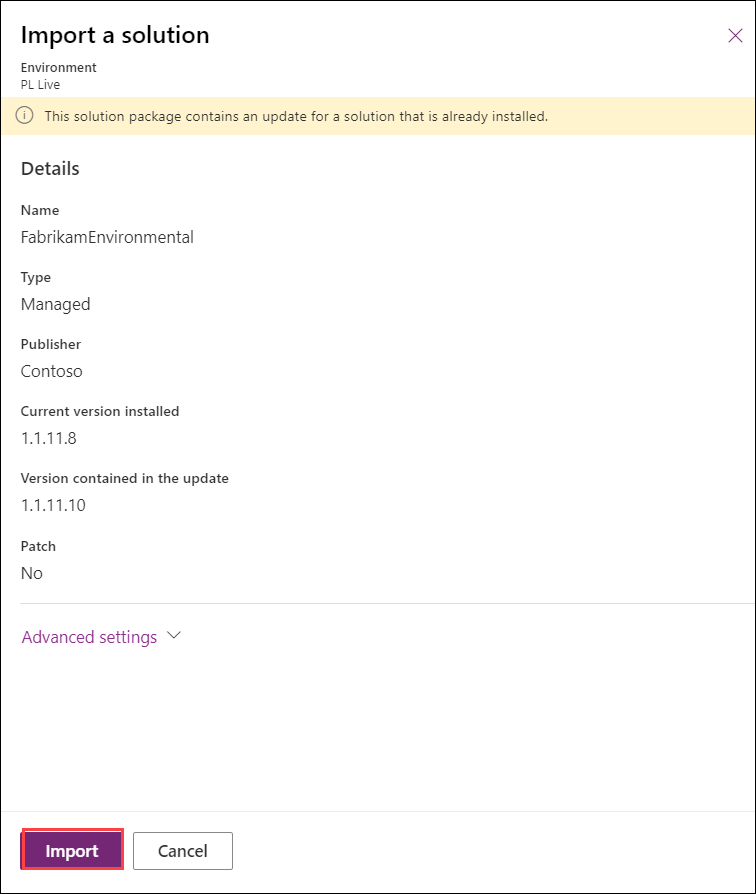 Import a solution
Environment
PL Live
This solution package contains an update for a solution that is already installed.
Details
Name
FabrikamEnvironmental
Type
Managed
Publisher
Contoso
Current version installed
1.1.11.8
Version contained in the update
1.1.11.10
Patch
No
Advanced settings
Import
Cancel